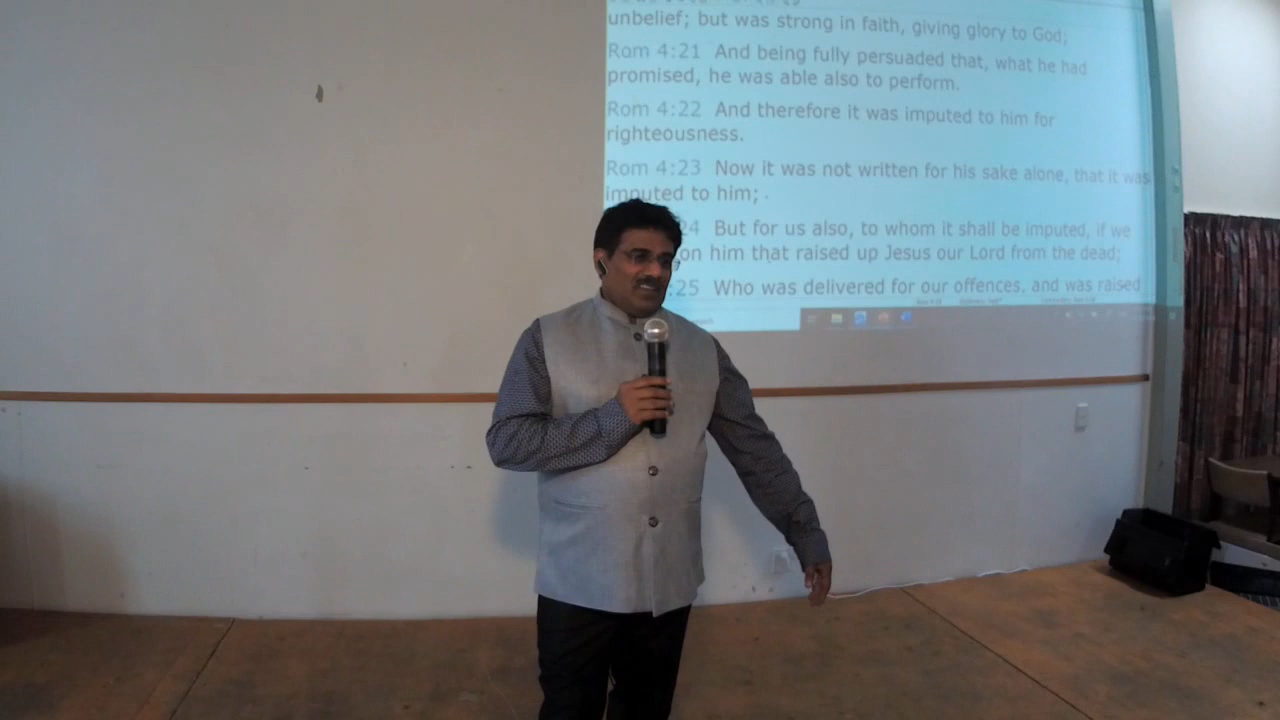 unbelief; but was strong in faith, giving glory to God;
Rom 4:21 And being fully persuaded that, what he had
promised, he was able also to perform.
Rom 4:22 And therefore it was imputed to him for
righteousness.
Rom 4:23 Now it was not written for his sake alone, that it was
imputed to him;
24 But for us also, to whom it shall be imputed, if we
on him that raised up Jesus our Lord from the dead;
:25 Who was delivered for our offences, and was raised